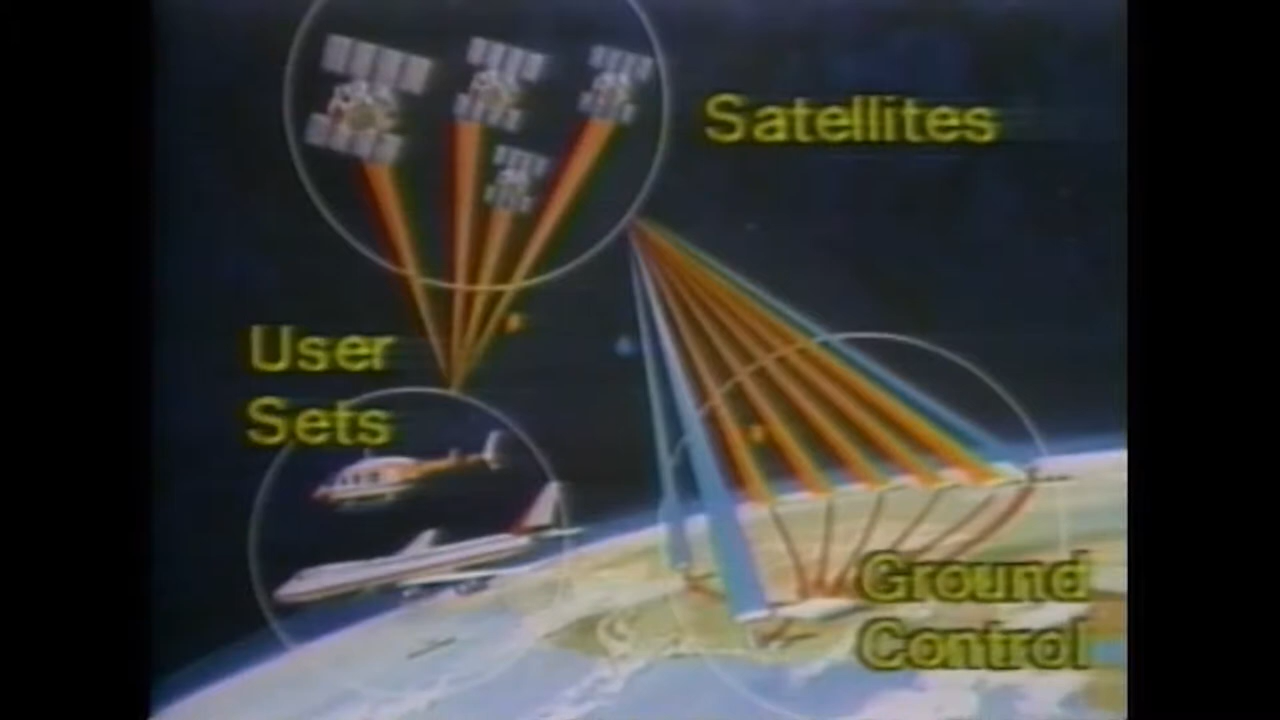 Satellites
User
Sets
Ground
Control